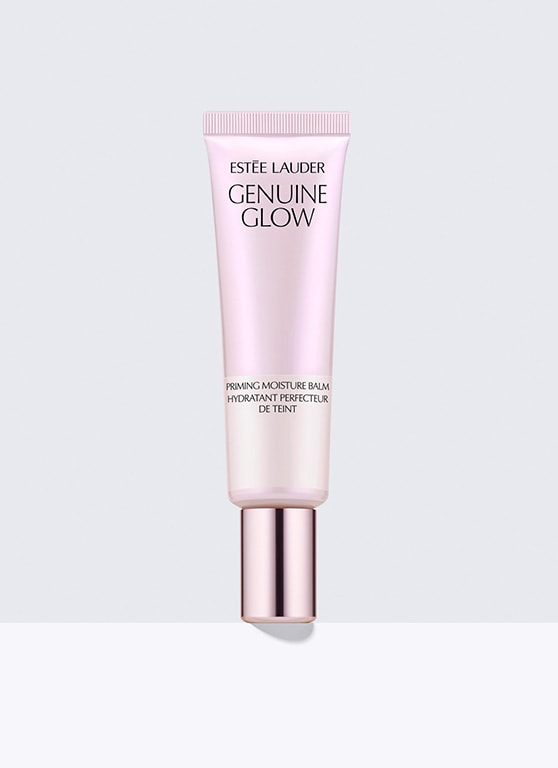 ESTĒE LAUDER
GENUINE
GLOW
PRIMING MOISTURE BALM
HYDRATANT PERFECTEUR
DE TEINT